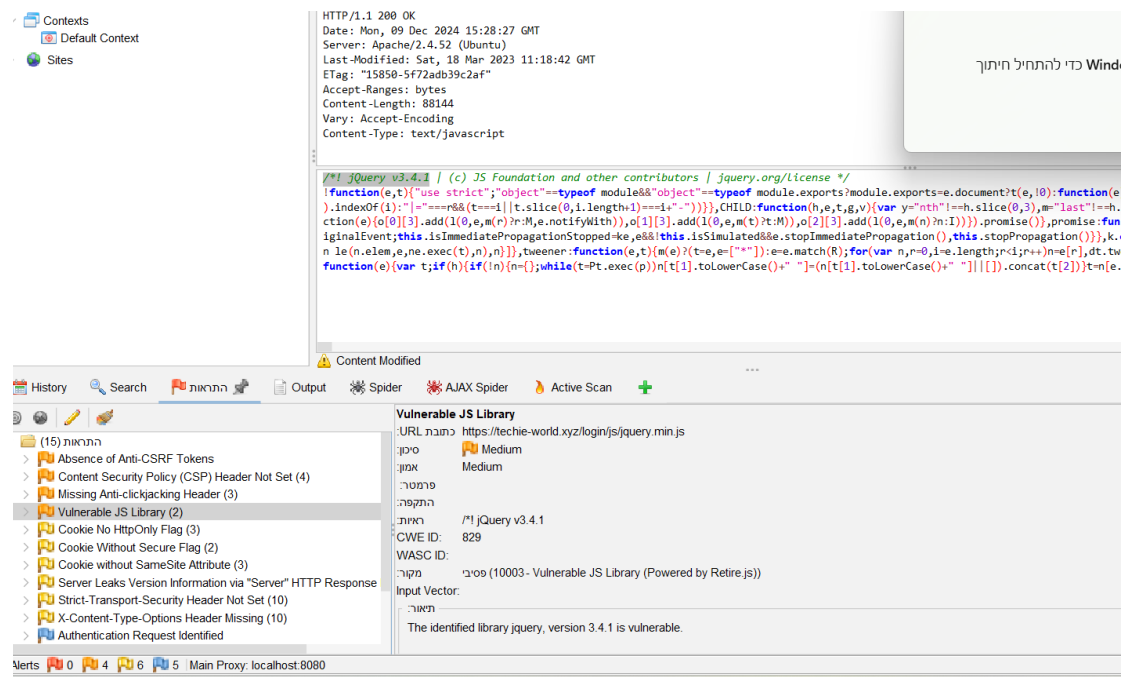 Contexts
Default Context
Sites
HTTP/1.1 200 OK
Date: Mon, 09 Dec 2024 15:28:27 GMT
Server: Apache/2.4.52 (Ubuntu)
Last-Modified: Sat, 18 Mar 2023 11:18:42 GMT
ETag: "15850-5f72adb39c2af"
Accept-Ranges: bytes
Content-Length: 88144
Vary: Accept-Encoding
Content-Type: text/javascript
כדי להתחיל חיתוך
/*! jQuery v3.4.1 | (c) JS Foundation and other contributors | jquery.org/license */
!function(e,t){"use strict";"object"==typeof module&&"object"==typeof module.exports?module.exports=e.document?t(e,!0):function(e
).indexOf(i):"|="===r&&(t===i||t.slice(0,i.length+1)===i+"-"))}},CHILD:function(h,e,t,g,v){var y="nth"!==h.slice(0,3),m="last"!==h.
ction(e){o[0][3].add(l(0,e,m(r)?r:M,e.notifyWith)),o[1][3].add(l(0,e,m(t)?t:M)),o[2][3].add(l(0,e,m(n)?n:I))}).promise()},promise:fun
iginalEvent;this.isImmediatePropagationStopped=ke,e&&!this.isSimulated&&e.stopImmediatePropagation(),this.stopPropagation()}},k.
n le(n.elem,e,ne.exec(t),n),n}]},tweener:function(e,t){m(e)?(t=e,e=["*"]):e=e.match(R);for(var n,r=0,i=e.length;r<i;r++)n=e[r],dt.tw
function(e){var t;if(h){if(!n){n={};while(t=Pt.exec(p))n[t[1].toLowerCase()+" "]=(n[t[1].toLowerCase()+" "]||[]).concat(t[2])}t=n[e.
Content Modified
History Search התראות Output Spider AJAX Spider Active Scan
התראות (15)
Absence of Anti-CSRF Tokens
Content Security Policy (CSP) Header Not Set (4)
Missing Anti-clickjacking Header (3)
Vulnerable JS Library (2)
Cookie No HttpOnly Flag (3)
Cookie Without Secure Flag (2)
Cookie without SameSite Attribute (3)
Server Leaks Version Information via "Server" HTTP Response
Strict-Transport-Security Header Not Set (10)
X-Content-Type-Options Header Missing (10)
Authentication Request Identified
Vulnerable JS Library
כתובת URL: https://techie-world.xyz/login/js/jquery.min.js
סיכון: Medium
אמון: Medium
פרמטר:
התקפה:
ראיות: /*! jQuery v3.4.1
CWE ID: 829
WASC ID:
מקור: פסיבי (10003 - Vulnerable JS Library (Powered by Retire.js))
Input Vector:
תיאור:
The identified library jquery, version 3.4.1 is vulnerable.
Alerts 0 4 6 5 Main Proxy: localhost:8080